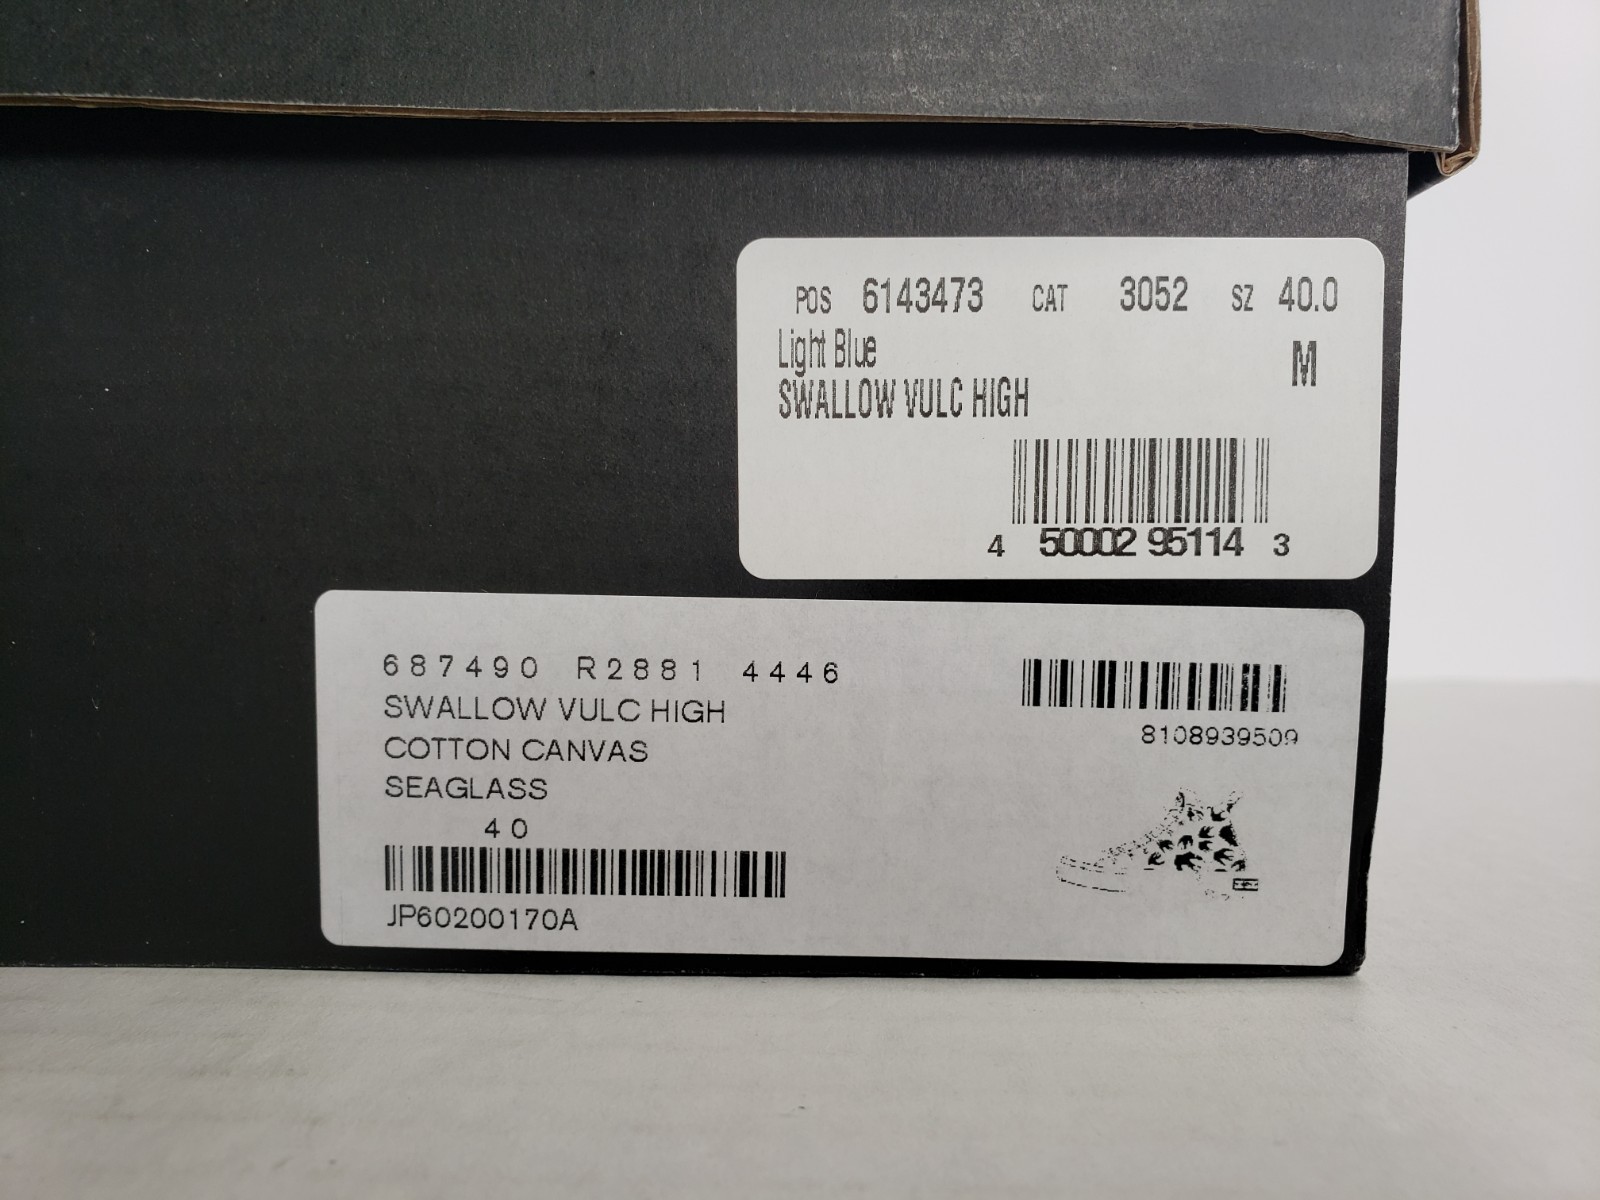 POS 6143473 CAT 3052 SZ 40.0
Light Blue M
SWALLOW VULC HIGH
4 50002 95114 3
687490 R2881 4446
SWALLOW VULC HIGH
COTTON CANVAS
SEAGLASS
40
JP60200170A
8108939509